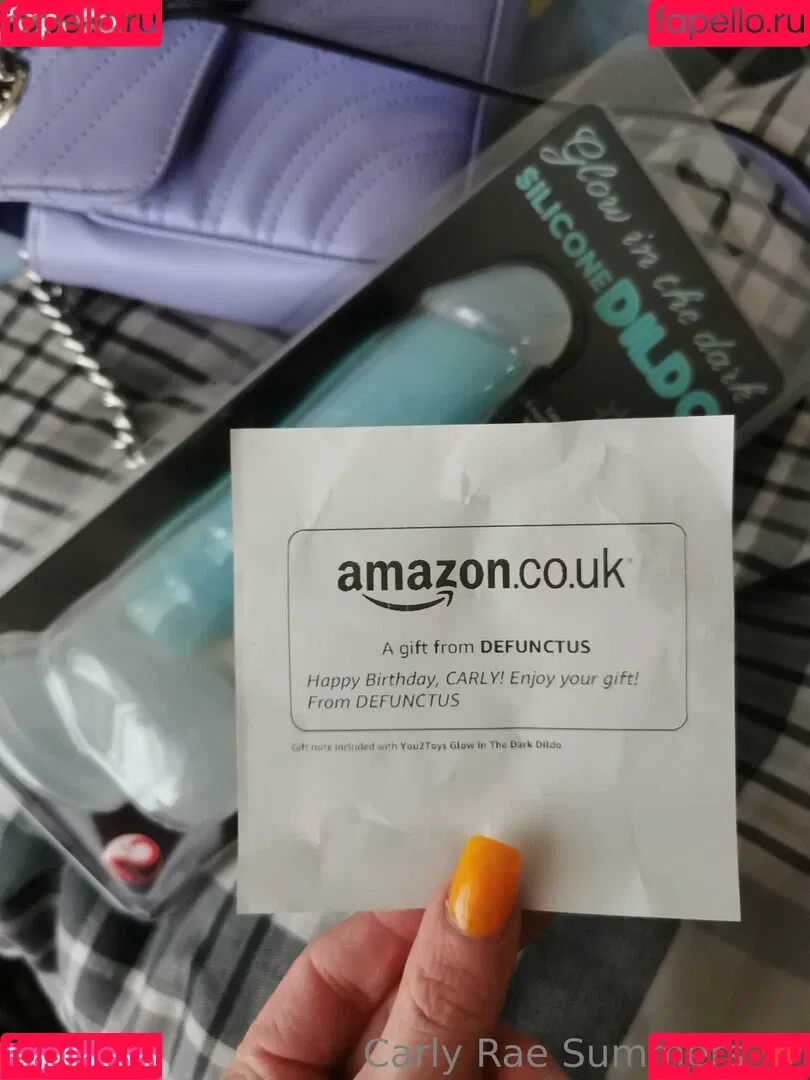 fapello.ru
fapello.ru
Glow in the dark
SILICONE DILDO
amazon.co.uk
A gift from DEFUNCTUS
Happy Birthday, CARLY! Enjoy your gift!
From DEFUNCTUS
Gift note included with You2Toys Glow In The Dark Dildo
Carly Rae Sum
fapello.ru
fapello.ru